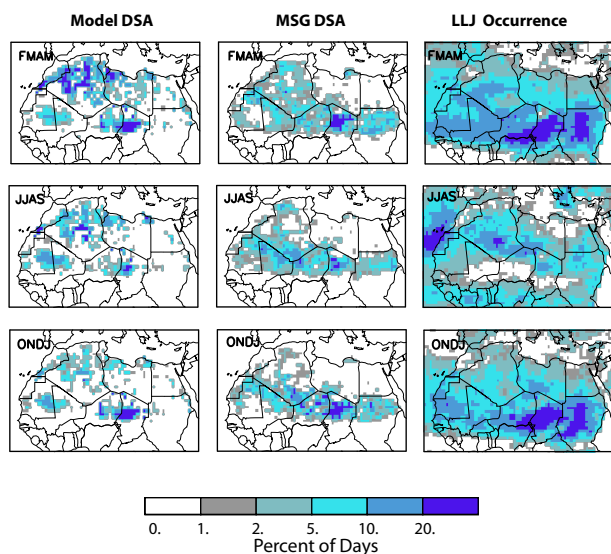 Model DSA MSG DSA LLJ Occurrence
FMAM FMAM FMAM
JJAS JJAS JJAS
ONDJ ONDJ ONDJ
0. 1. 2. 5. 10. 20.
Percent of Days